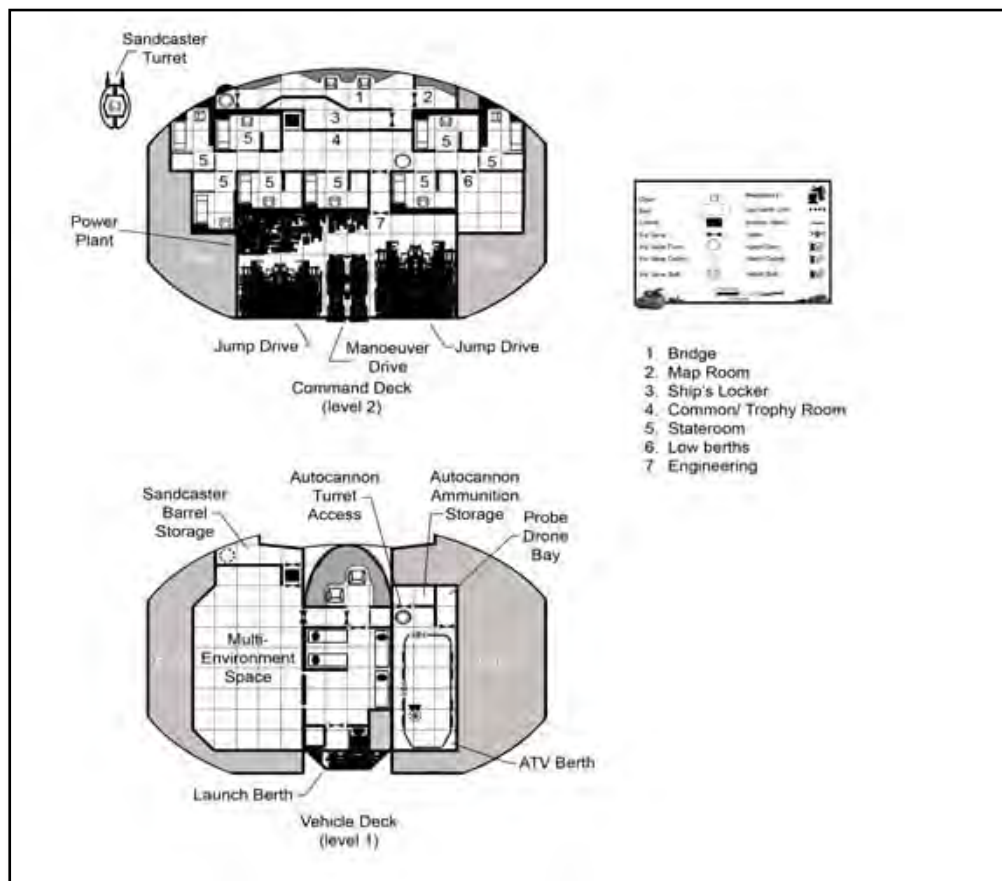 Sandcaster
Turret
1
2
3
4
5
5
5
5
5
5
5
5
6
7
Power
Plant
Jump Drive
Manoeuver
Drive
Jump Drive
Command Deck
(level 2)
1 Bridge
2. Map Room
3. Ship's Locker
4. Common/ Trophy Room
5. Stateroom
6. Low berths
7 Engineering
Sandcaster
Barrel
Storage
Autocannon
Turret
Access
Autocannon
Ammunition
Storage
Probe
Drone
Bay
Multi-
Environment
Space
ATV Berth
Launch Berth
Vehicle Deck
(level 1)